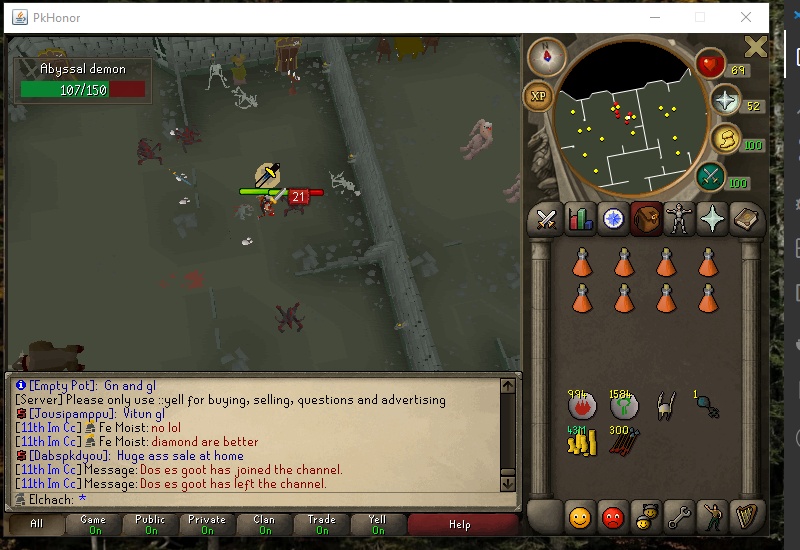 PkHonor
Abyssal demon
107/150
21
N
69
XP
52
100
100
994
1584
1
43M
300
[Empty Pot]: Gn and gl
[Server] Please only use ::yell for buying, selling, questions and advertising
[Jousipamppu]: Vitun gl
[11th Im Cc] Fe Moist: no lol
[11th Im Cc] Fe Moist: diamond are better
[Dabspkdyou]: Huge ass sale at home
[11th Im Cc] Message: Dos es goot has joined the channel.
[11th Im Cc] Message: Dos es goot has left the channel.
Elchach: *
All
Game
On
Public
On
Private
On
Clan
On
Trade
On
Yell
On
Help